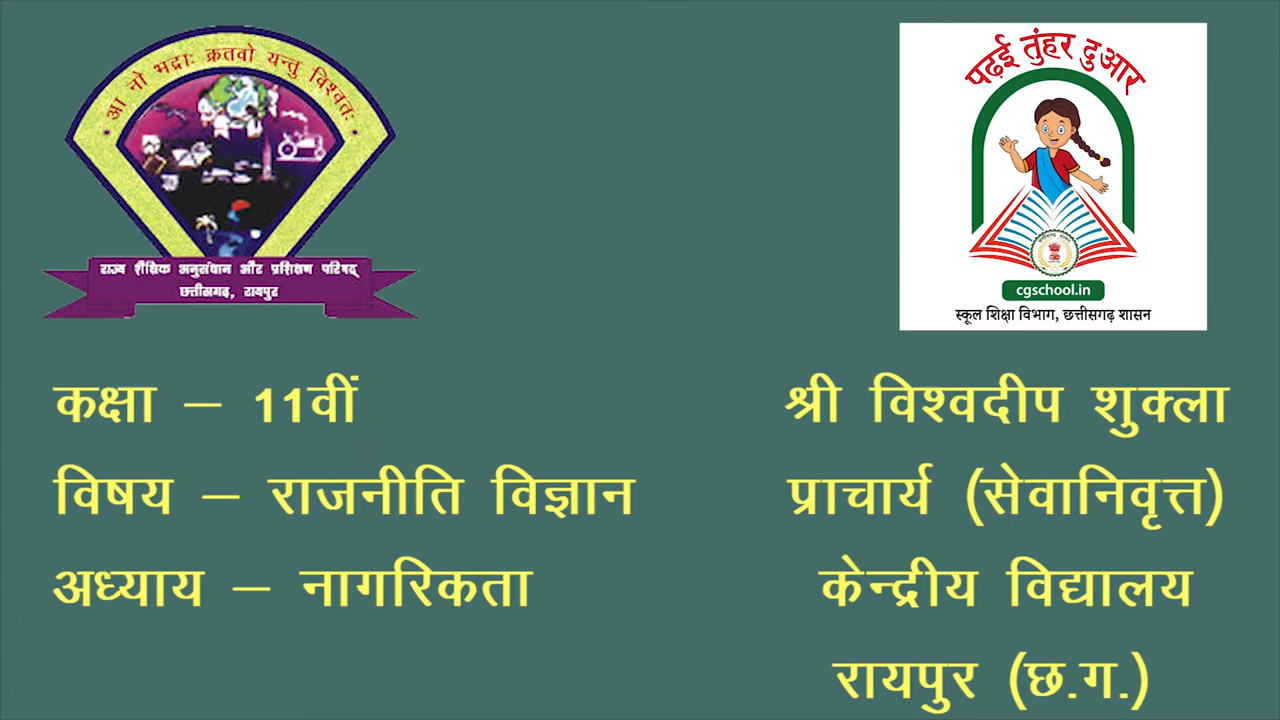 आ नो भद्राः क्रतवो यन्तु विश्वतः
राज्य शैक्षिक अनुसंधान और प्रशिक्षण परिषद्
छत्तीसगढ़, रायपुर
पढ़ई तुंहर दुआर
cgschool.in
स्कूल शिक्षा विभाग, छत्तीसगढ़ शासन
कक्षा – 11वीं
विषय – राजनीति विज्ञान
अध्याय – नागरिकता
श्री विश्वदीप शुक्ला
प्राचार्य (सेवानिवृत्त)
केन्द्रीय विद्यालय
रायपुर (छ.ग.)